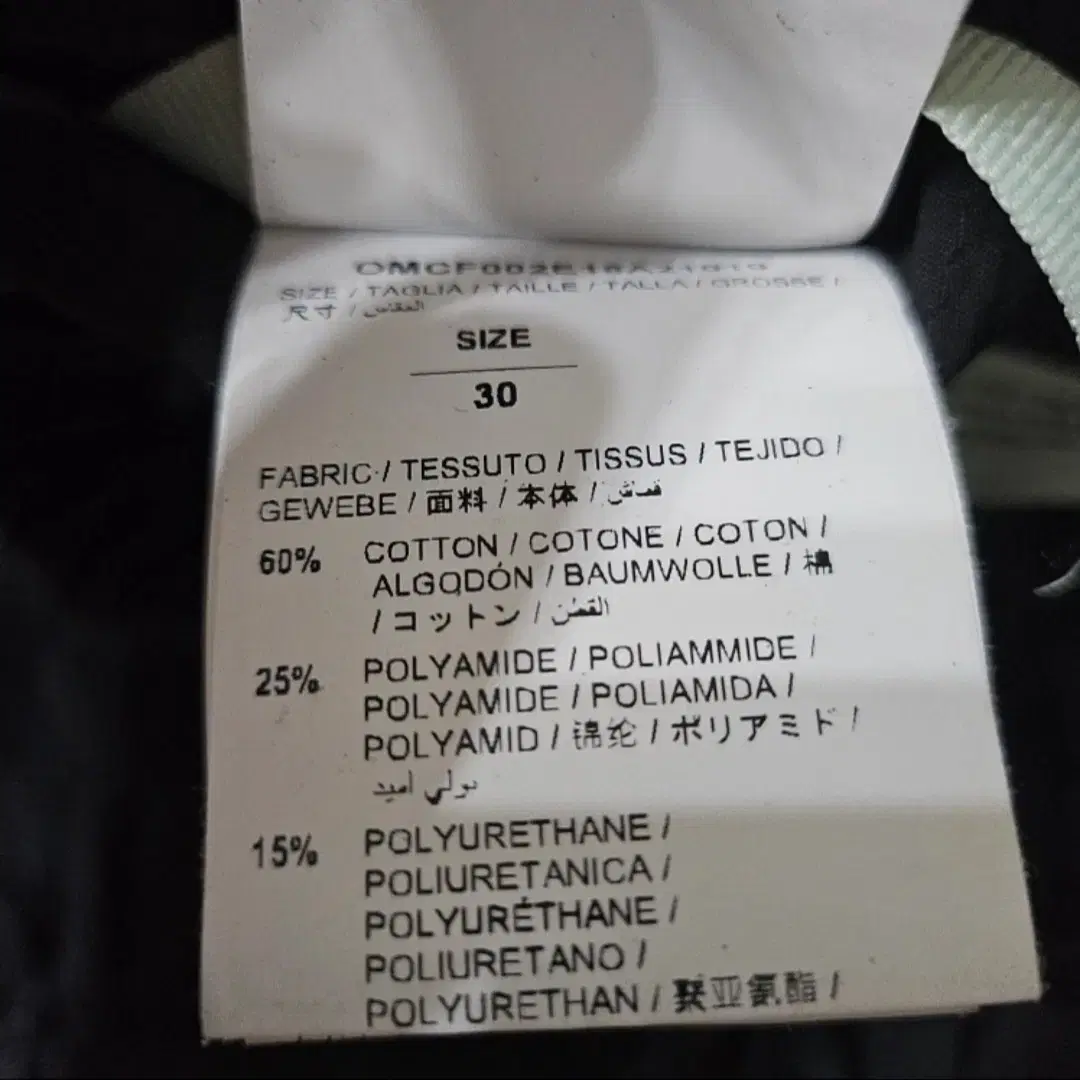 SIZE / TAGLIA / TAILLE / TALLA / GROSSE /
尺寸 / المقاس
SIZE
30
FABRIC / TESSUTO / TISSUS / TEJIDO /
GEWEBE / 面料 / 本体 / قماش
60% COTTON / COTONE / COTON /
ALGODÓN / BAUMWOLLE / 棉
/ コットン / القطن
25% POLYAMIDE / POLIAMMIDE /
POLYAMIDE / POLIAMIDA /
POLYAMID / 锦纶 / ポリアミド /
بولي اميد
15% POLYURETHANE /
POLIURETANICA /
POLYURÉTHANE /
POLIURETANO /
POLYURETHAN / 聚亚氨酯 /